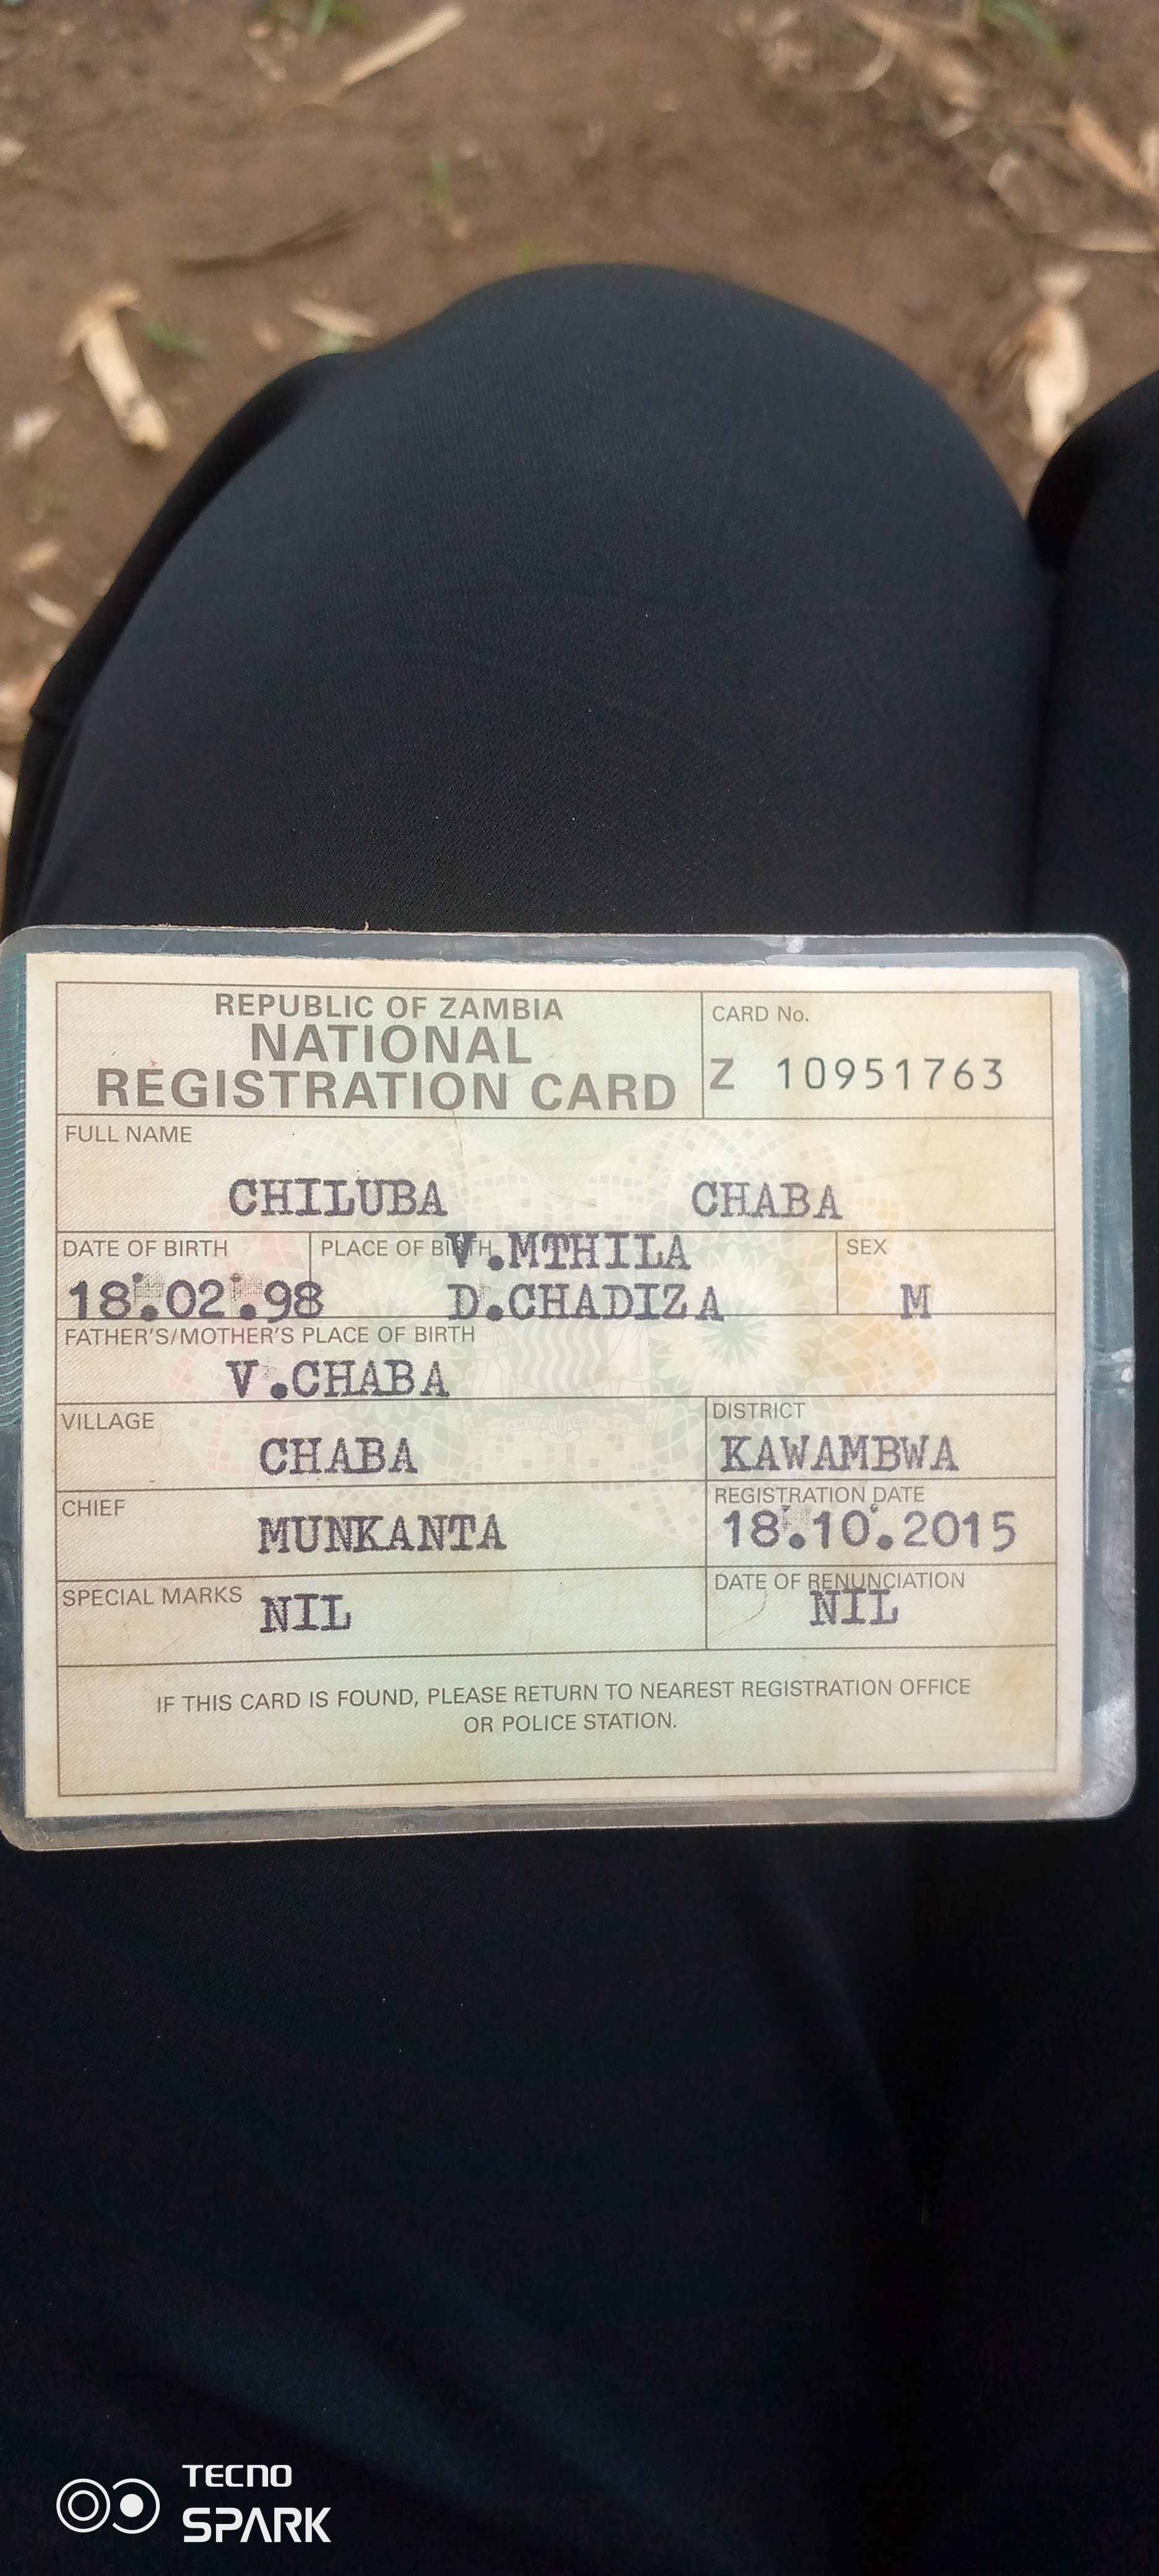 REPUBLIC OF ZAMBIA
NATIONAL
REGISTRATION CARD
CARD No.
Z 10951763
FULL NAME
CHILUBA CHABA
DATE OF BIRTH
18.02.98
PLACE OF BIRTH
V.MTHILA
D.CHADIZA
SEX
M
FATHER'S/MOTHER'S PLACE OF BIRTH
V.CHABA
VILLAGE
CHABA
DISTRICT
KAWAMBWA
CHIEF
MUNKANTA
REGISTRATION DATE
18.10.2015
SPECIAL MARKS
NIL
DATE OF RENUNCIATION
NIL
IF THIS CARD IS FOUND, PLEASE RETURN TO NEAREST REGISTRATION OFFICE
OR POLICE STATION.
TECNO
SPARK